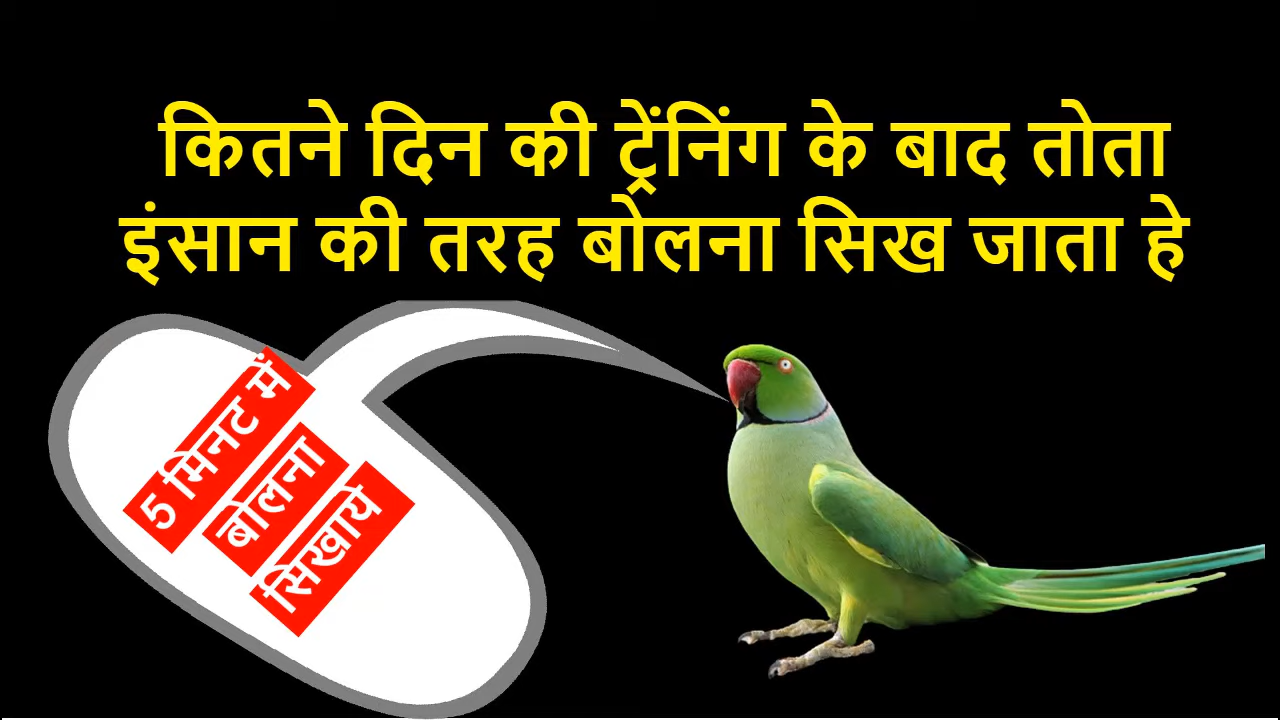 कितने दिन की ट्रेंनिंग के बाद तोता
इंसान की तरह बोलना सिख जाता हे
5 मिनट में
बोलना
सिखाये